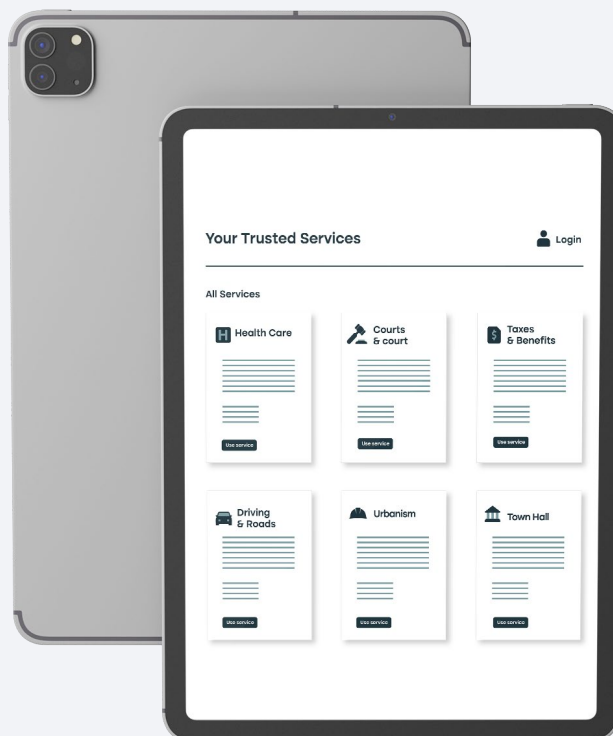 Your Trusted Services
Login
All Services
H Health Care
Courts
& court
$ Taxes
& Benefits
Use service
Use service
Use service
Driving
& Roads
Urbanism
Town Hall
Use service
Use service
Use service